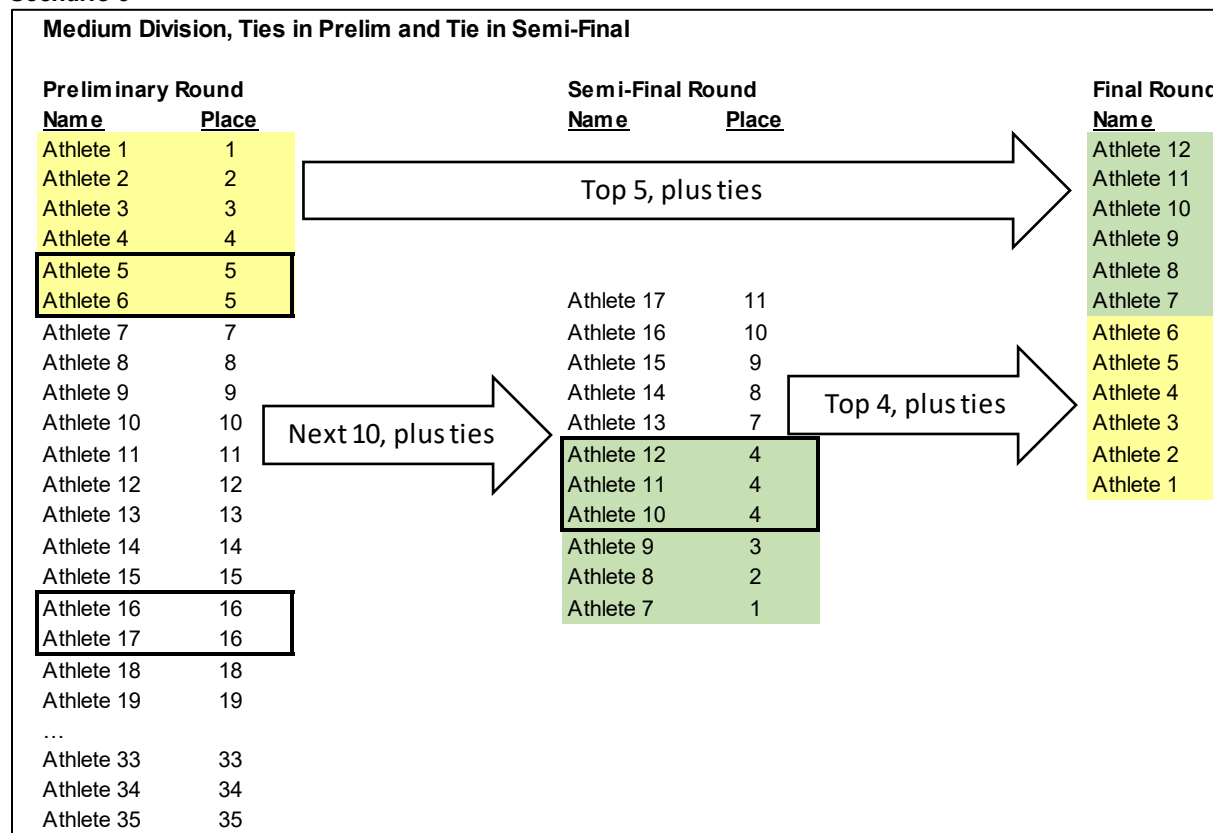 Medium Division, Ties in Prelim and Tie in Semi-Final
Preliminary Round
Name Place
Athlete 1 1
Athlete 2 2
Athlete 3 3
Athlete 4 4
Athlete 5 5
Athlete 6 5
Athlete 7 7
Athlete 8 8
Athlete 9 9
Athlete 10 10
Athlete 11 11
Athlete 12 12
Athlete 13 13
Athlete 14 14
Athlete 15 15
Athlete 16 16
Athlete 17 16
Athlete 18 18
Athlete 19 19
…
Athlete 33 33
Athlete 34 34
Athlete 35 35
Top 5, plus ties
Next 10, plus ties
Semi-Final Round
Name Place
Athlete 17 11
Athlete 16 10
Athlete 15 9
Athlete 14 8
Athlete 13 7
Athlete 12 4
Athlete 11 4
Athlete 10 4
Athlete 9 3
Athlete 8 2
Athlete 7 1
Top 4, plus ties
Final Round
Name
Athlete 12
Athlete 11
Athlete 10
Athlete 9
Athlete 8
Athlete 7
Athlete 6
Athlete 5
Athlete 4
Athlete 3
Athlete 2
Athlete 1